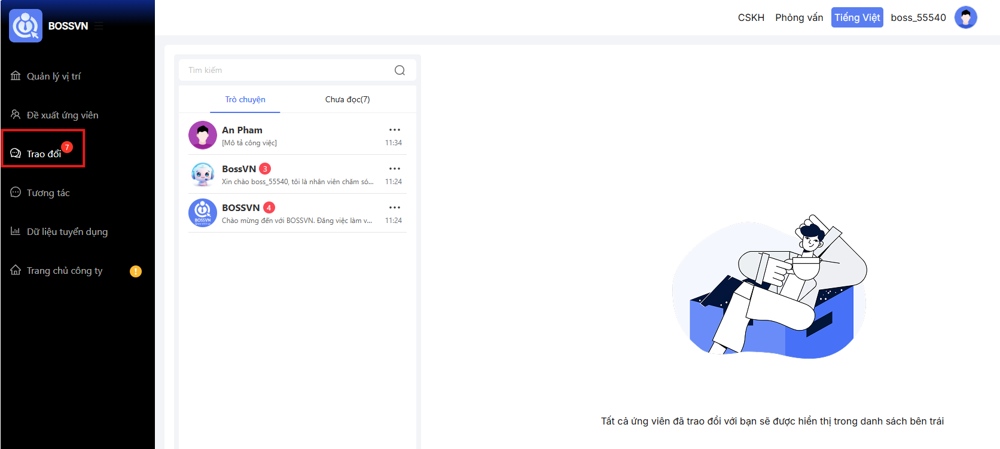 BOSSVN
CSKH Phỏng vấn Tiếng Việt boss_55540
Quản lý vị trí
Đề xuất ứng viên
Trao đổi 7
Tương tác
Dữ liệu tuyển dụng
Trang chủ công ty !
Tìm kiếm
Trò chuyện Chưa đọc(7)
An Pham
[Mô tả công việc] 11:34
BossVN 3
Xin chào boss_55540, tôi là nhân viên chăm só... 11:24
BOSSVN 4
Chào mừng đến với BOSSVN. Đăng việc làm v... 11:24
BOSSVN
Tất cả ứng viên đã trao đổi với bạn sẽ được hiển thị trong danh sách bên trái